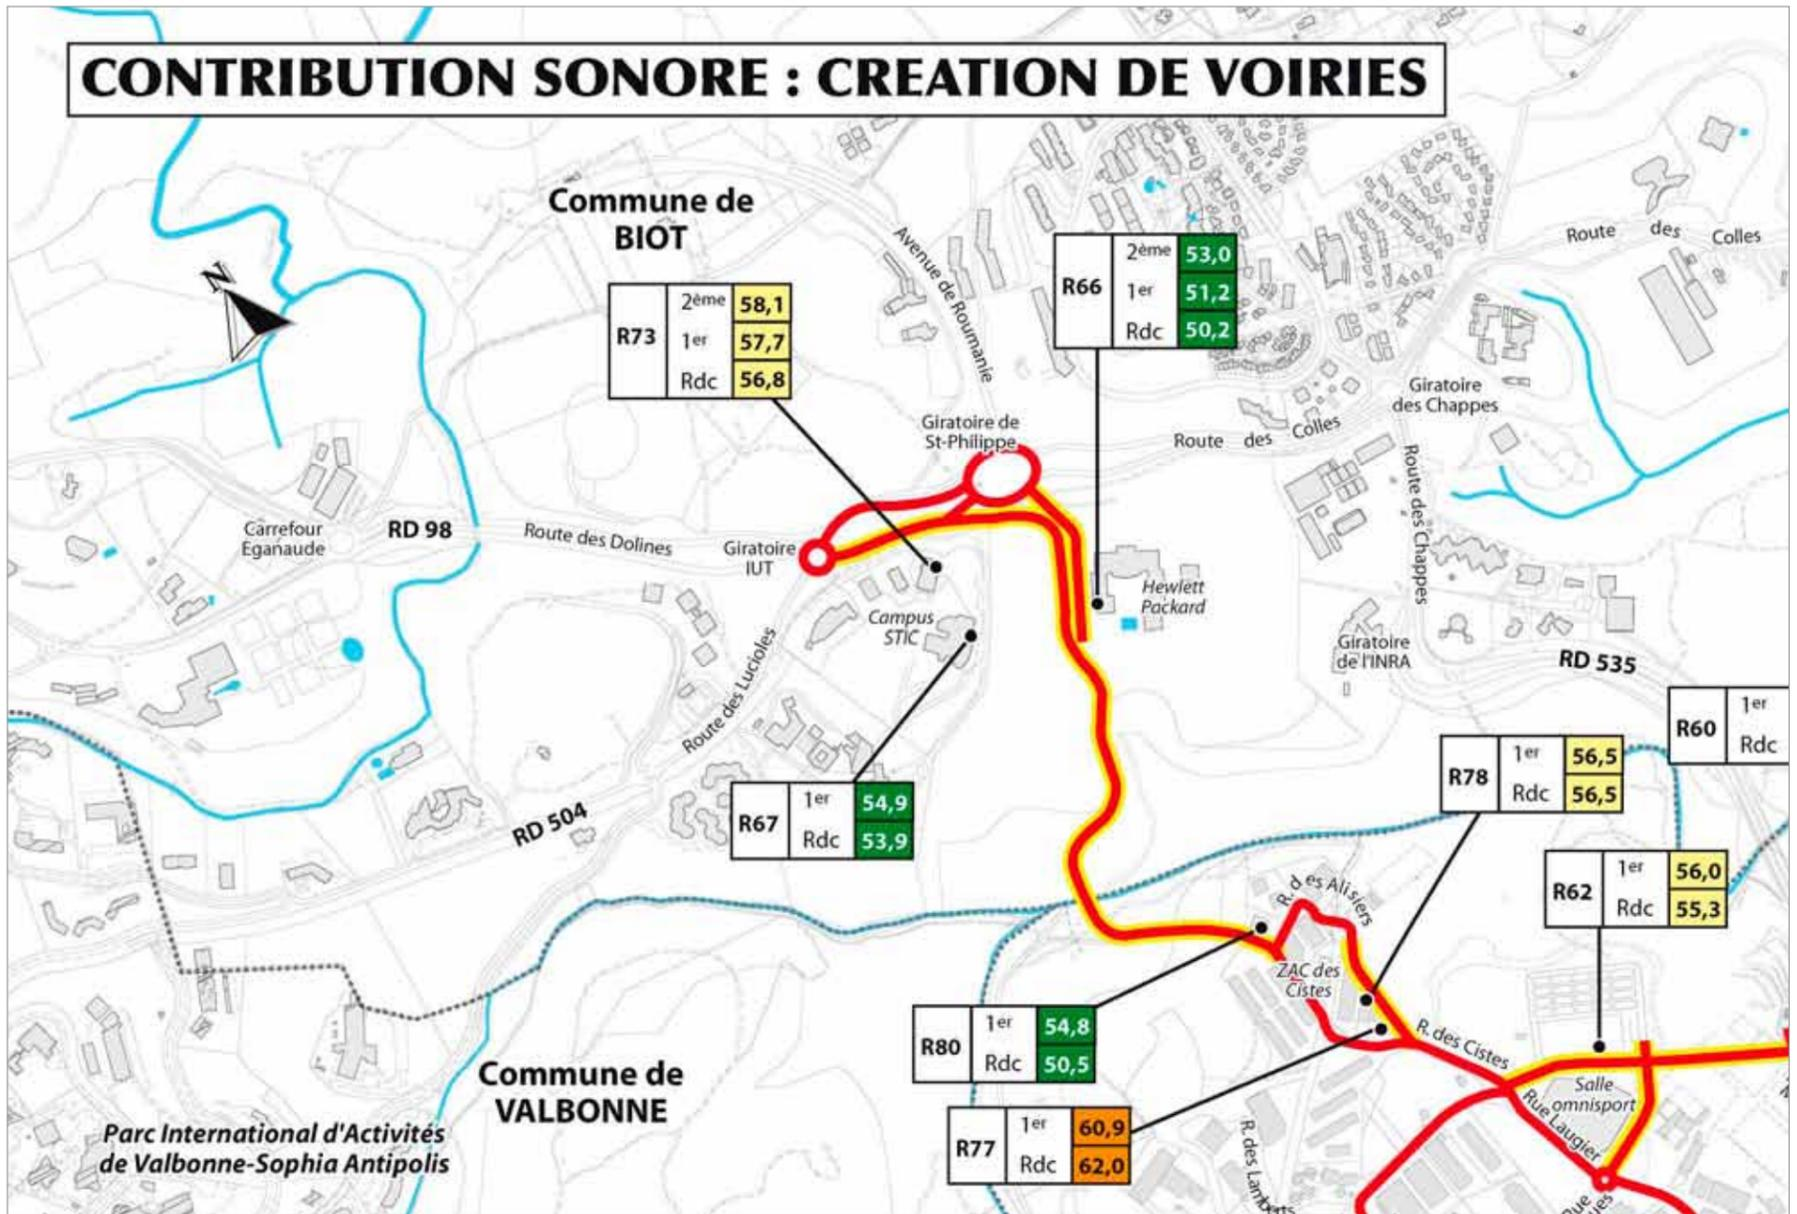 CONTRIBUTION SONORE : CREATION DE VOIRIES
Commune de
BIOT
N
R73
2ème 58,1
1er 57,7
Rdc 56,8
Avenue de Roumanie
R66
2ème 53,0
1er 51,2
Rdc 50,2
Route des Colles
Giratoire
des Chappes
Giratoire de
St-Philippe
Route des Colles
Route des Chappes
Carrefour
Eganaude
RD 98
Route des Dolines
Giratoire
IUT
Campus
STIC
Hewlett
Packard
Giratoire
de l'INRA
RD 535
Route des Lucioles
R60
1er
Rdc
R78
1er 56,5
Rdc 56,5
R67
1er 54,9
Rdc 53,9
RD 504
R62
1er 56,0
Rdc 55,3
R. des Alisiers
ZAC des
Cistes
R80
1er 54,8
Rdc 50,5
R. des Cistes
Commune de
VALBONNE
Salle
omnisport
Rue Laugier
R77
1er 60,9
Rdc 62,0
Parc International d'Activités
de Valbonne-Sophia Antipolis